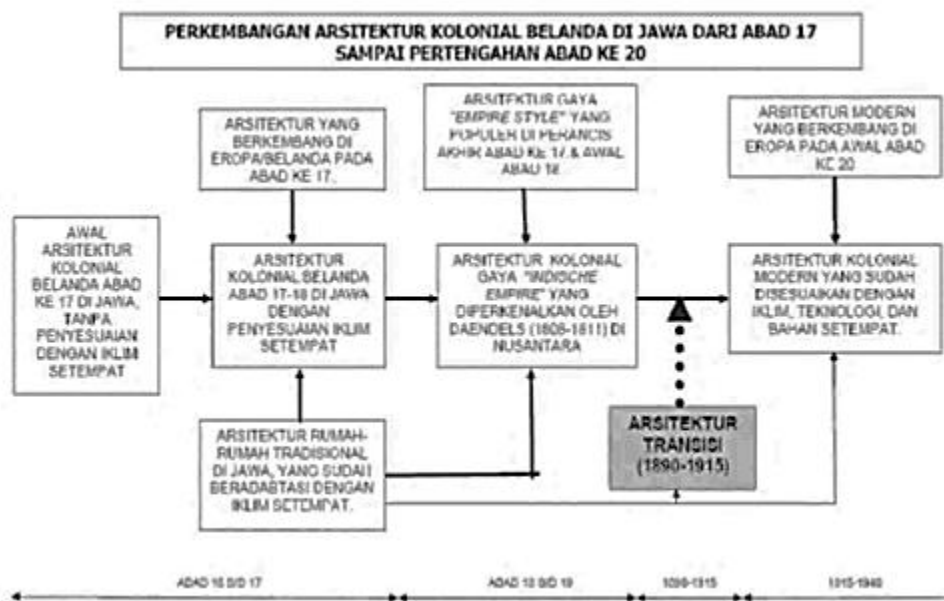 PERKEMBANGAN ARSITEKTUR KOLONIAL BELANDA DI JAWA DARI ABAD 17
SAMPAI PERTENGAHAN ABAD KE 20
ARSITEKTUR YANG
BERKEMBANG DI
EROPA/BELANDA PADA
ABAD KE 17.
ARSITEKTUR GAYA
"EMPIRE STYLE" YANG
POPULER DI PERANCIS
AKHIR ABAD KE 17 & AWAL
ABAD 18
ARSITEKTUR MODERN
YANG BERKEMBANG DI
EROPA PADA AWAL ABAD
KE 20
AWAL
ARSITEKTUR
KOLONIAL
BELANDA ABAD
KE 17 DI JAWA,
TANPA
PENYESUAIAN
DENGAN IKLIM
SETEMPAT
ARSITEKTUR
KOLONIAL BELANDA
ABAD 17-18 DI JAWA
DENGAN
PENYESUAIAN IKLIM
SETEMPAT
ARSITEKTUR KOLONIAL
GAYA "INDISCHE
EMPIRE" YANG
DIPERKENALKAN OLEH
DAENDELS (1808-1811) DI
NUSANTARA
ARSITEKTUR KOLONIAL
MODERN YANG SUDAH
DISESUAIKAN DENGAN
IKLIM, TEKNOLOGI, DAN
BAHAN SETEMPAT.
ARSITEKTUR RUMAH-
RUMAH TRADISIONAL
DI JAWA, YANG SUDAH
BERADABTASI DENGAN
IKLIM SETEMPAT.
ARSITEKTUR
TRANSISI
(1890-1915)
ABAD 16 S/D 17
ABAD 18 S/D 19
1890-1915
1915-1940